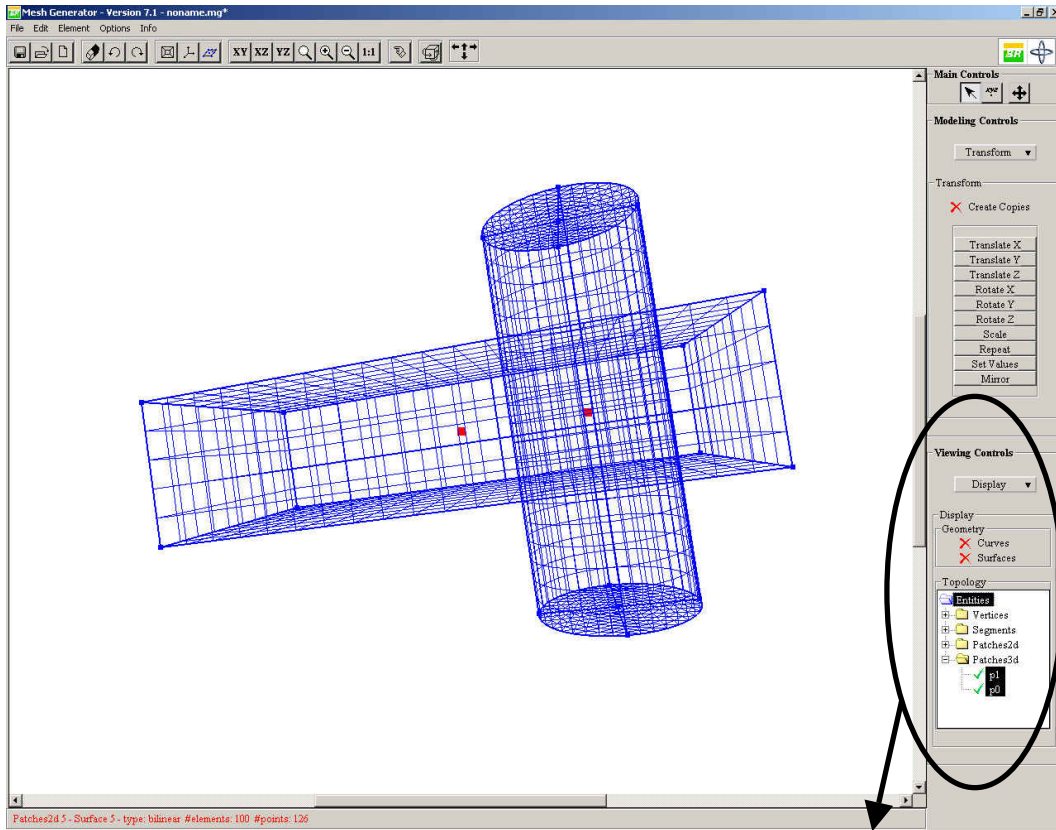 Mesh Generator - Version 7.1 - noname.mg*
File Edit Element Options Info
XY XZ YZ 1:1
BR
Main Controls
xyz
Modeling Controls
Transform
Transform
Create Copies
Translate X
Translate Y
Translate Z
Rotate X
Rotate Y
Rotate Z
Scale
Repeat
Set Values
Mirror
Viewing Controls
Display
Display
Geometry
Curves
Surfaces
Topology
Entities
Vertices
Segments
Patches2d
Patches3d
p1
p0
Patches2d 5 - Surface 5 - type: bilinear #elements: 100 #points: 126